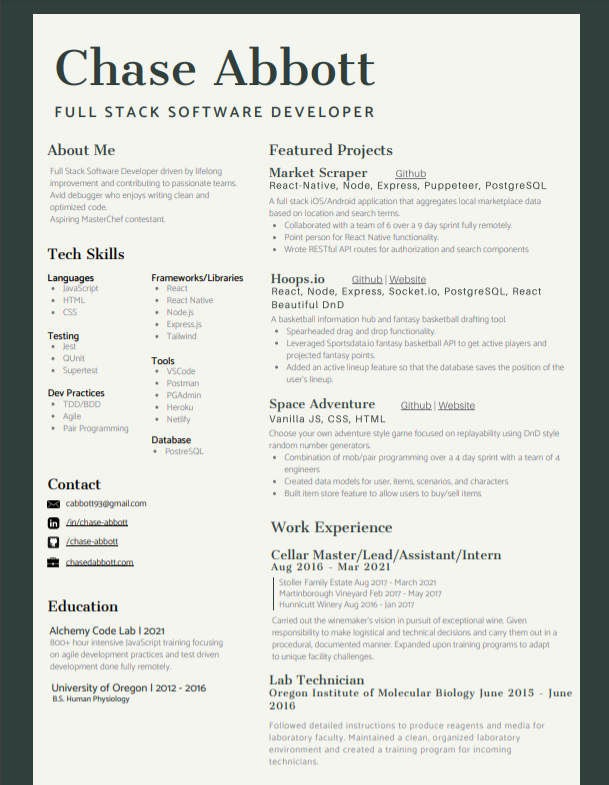 Chase Abbott
FULL STACK SOFTWARE DEVELOPER
About Me
Full Stack Software Developer driven by lifelong
improvement and contributing to passionate teams.
Avid debugger who enjoys writing clean and
optimized code.
Aspiring MasterChef contestant.
Tech Skills
Languages
JavaScript
HTML
CSS
Testing
Jest
QUnit
Supertest
Dev Practices
TDD/BDD
Agile
Pair Programming
Frameworks/Libraries
React
React Native
Node.js
Express.js
Tailwind
Tools
VSCode
Postman
PGAdmin
Heroku
Netlify
Database
PostreSQL
Contact
cabbott93@gmail.com
/in/chase-abbott
/chase-abbott
chasedabbott.com
Education
Alchemy Code Lab | 2021
800+ hour intensive JavaScript training focusing
on agile development practices and test driven
development done fully remotely.
University of Oregon | 2012 - 2016
B.S. Human Physiology
Featured Projects
Market Scraper Github
React-Native, Node, Express, Puppeteer, PostgreSQL
A full stack iOS/Android application that aggregates local marketplace data
based on location and search terms.
Collaborated with a team of 6 over a 9 day sprint fully remotely.
Point person for React Native functionality.
Wrote RESTful API routes for authorization and search components
Hoops.io Github | Website
React, Node, Express, Socket.io, PostgreSQL, React
Beautiful DnD
A basketball information hub and fantasy basketball drafting tool.
Spearheaded drag and drop functionality.
Leveraged Sportsdata.io fantasy basketball API to get active players and
projected fantasy points.
Added an active lineup feature so that the database saves the position of the
user's lineup.
Space Adventure Github | Website
Vanilla JS, CSS, HTML
Choose your own adventure style game focused on replayability using DnD style
random number generators.
Combination of mob/pair programming over a 4 day sprint with a team of 4
engineers
Created data models for user, items, scenarios, and characters
Built item store feature to allow users to buy/sell items
Work Experience
Cellar Master/Lead/Assistant/Intern
Aug 2016 - Mar 2021
Stoller Family Estate Aug 2017 - March 2021
Martinborough Vineyard Feb 2017 - May 2017
Hunnicutt Winery Aug 2016 - Jan 2017
Carried out the winemaker's vision in pursuit of exceptional wine. Given
responsibility to make logistical and technical decisions and carry them out in a
procedural, documented manner. Expanded upon training programs to adapt
to unique facility challenges.
Lab Technician
Oregon Institute of Molecular Biology June 2015 - June
2016
Followed detailed instructions to produce reagents and media for
laboratory faculty. Maintained a clean, organized laboratory
environment and created a training program for incoming
technicians.